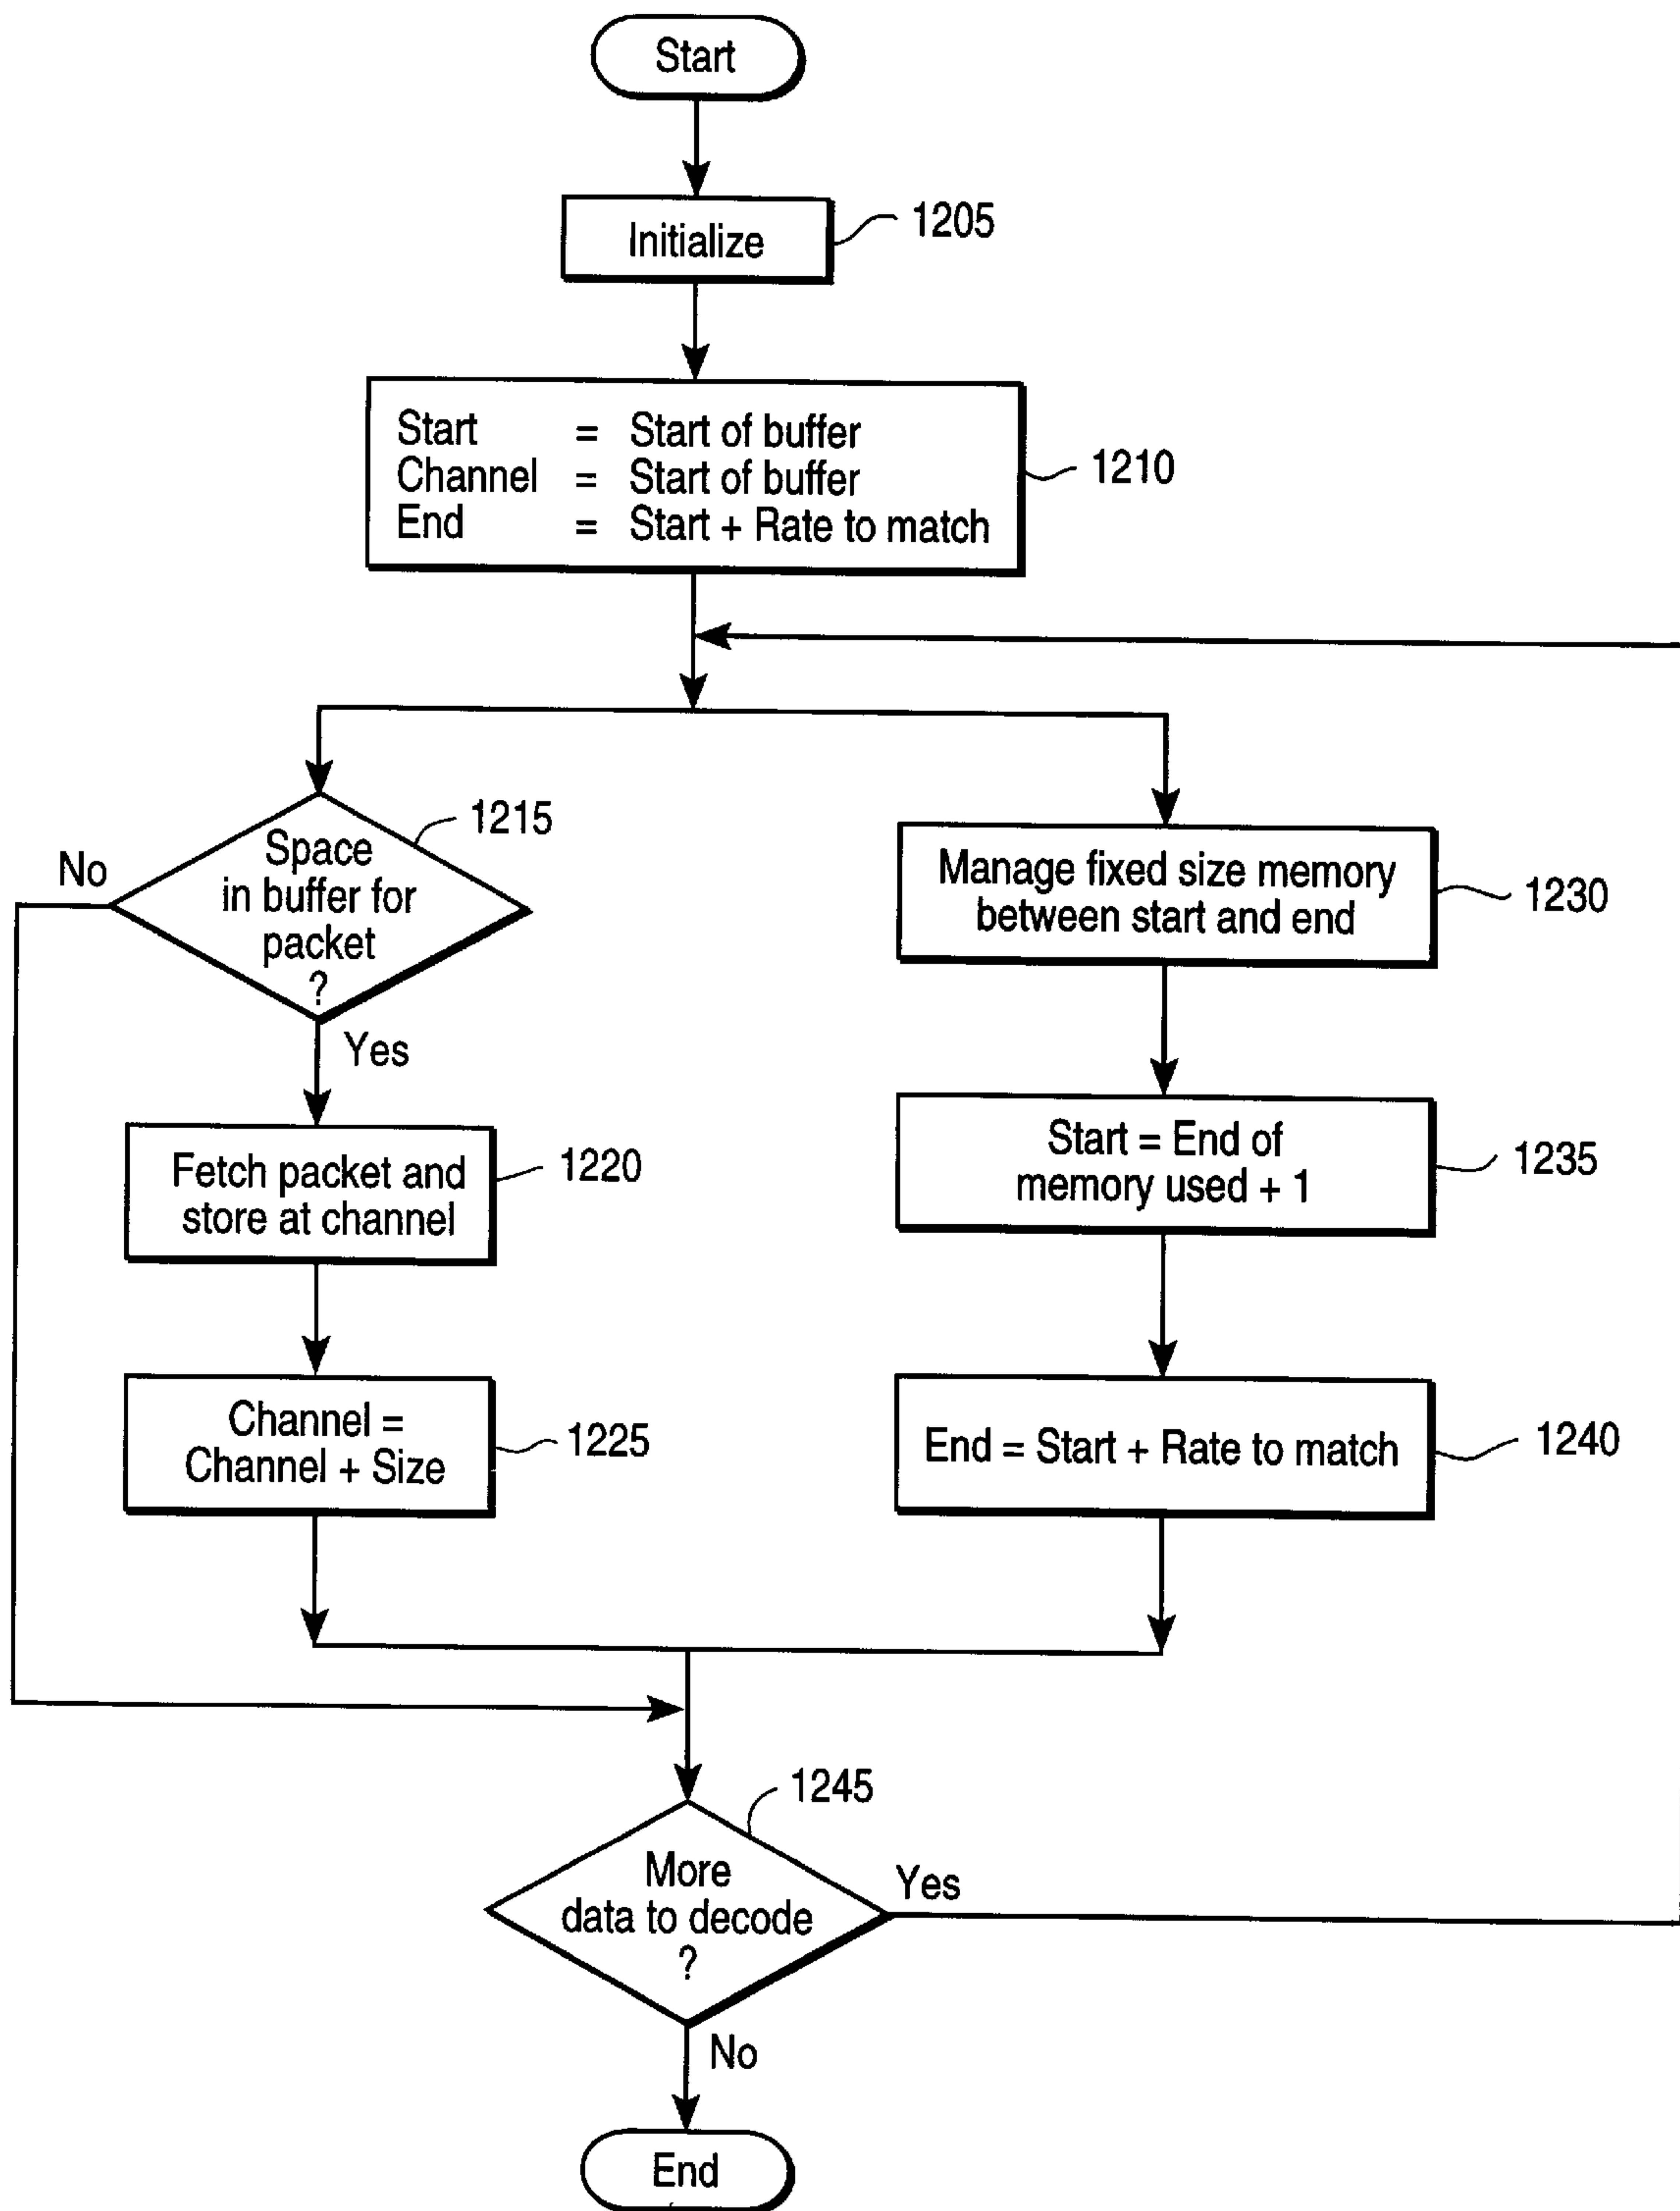 Start
Initialize
1205
Start = Start of buffer
Channel = Start of buffer
End = Start + Rate to match
1210
Space
in buffer for
packet
?
1215
No
Yes
Fetch packet and
store at channel
1220
Channel =
Channel + Size
1225
Manage fixed size memory
between start and end
1230
Start = End of
memory used + 1
1235
End = Start + Rate to match
1240
More
data to decode
?
1245
Yes
No
End